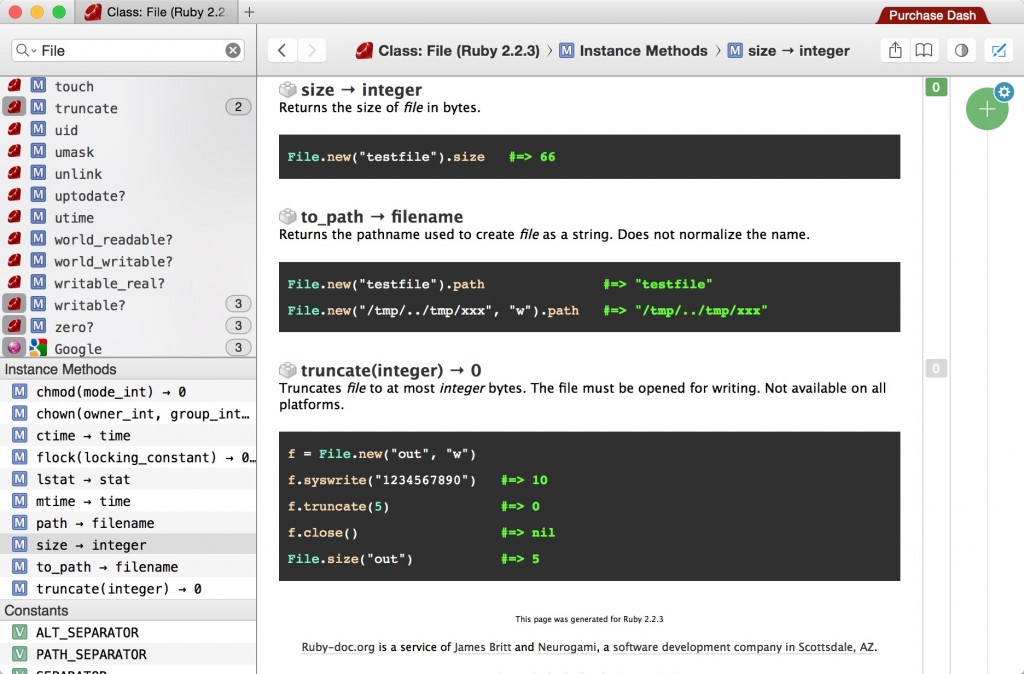 Class: File (Ruby 2.2
Purchase Dash
File
Class: File (Ruby 2.2.3) 〉 M Instance Methods 〉 M size → integer
M touch
M truncate 2
M uid
M umask
M unlink
M uptodate?
M utime
M world_readable?
M world_writable?
M writable_real?
M writable? 3
M zero? 3
Google 3
Instance Methods
M chmod(mode_int) → 0
M chown(owner_int, group_int…
M ctime → time
M flock(locking_constant) → 0…
M lstat → stat
M mtime → time
M path → filename
M size → integer
M to_path → filename
M truncate(integer) → 0
Constants
V ALT_SEPARATOR
V PATH_SEPARATOR
SEPARATOR
size → integer
0
Returns the size of file in bytes.
File.new("testfile").size #=> 66
to_path → filename
Returns the pathname used to create file as a string. Does not normalize the name.
File.new("testfile").path #=> "testfile"
File.new("/tmp/../tmp/xxx", "w").path #=> "/tmp/../tmp/xxx"
truncate(integer) → 0
0
Truncates file to at most integer bytes. The file must be opened for writing. Not available on all
platforms.
f = File.new("out", "w")
f.syswrite("1234567890") #=> 10
f.truncate(5) #=> 0
f.close() #=> nil
File.size("out") #=> 5
This page was generated for Ruby 2.2.3
Ruby-doc.org is a service of James Britt and Neurogami, a software development company in Scottsdale, AZ.